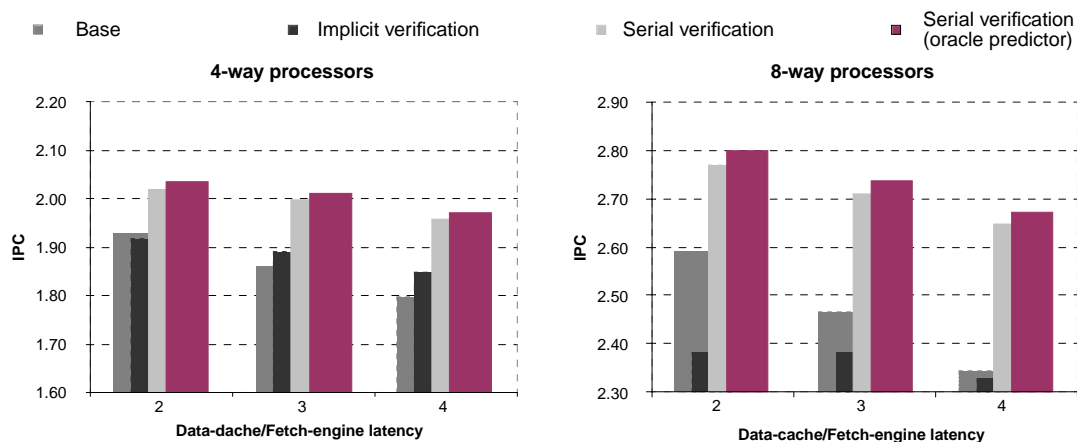 Base
Implicit verification
Serial verification
Serial verification
(oracle predictor)
4-way processors
2.20
2.10
2.00
1.90
1.80
1.70
1.60
IPC
2
3
4
Data-dache/Fetch-engine latency
8-way processors
2.90
2.80
2.70
2.60
2.50
2.40
2.30
IPC
2
3
4
Data-cache/Fetch-engine latency